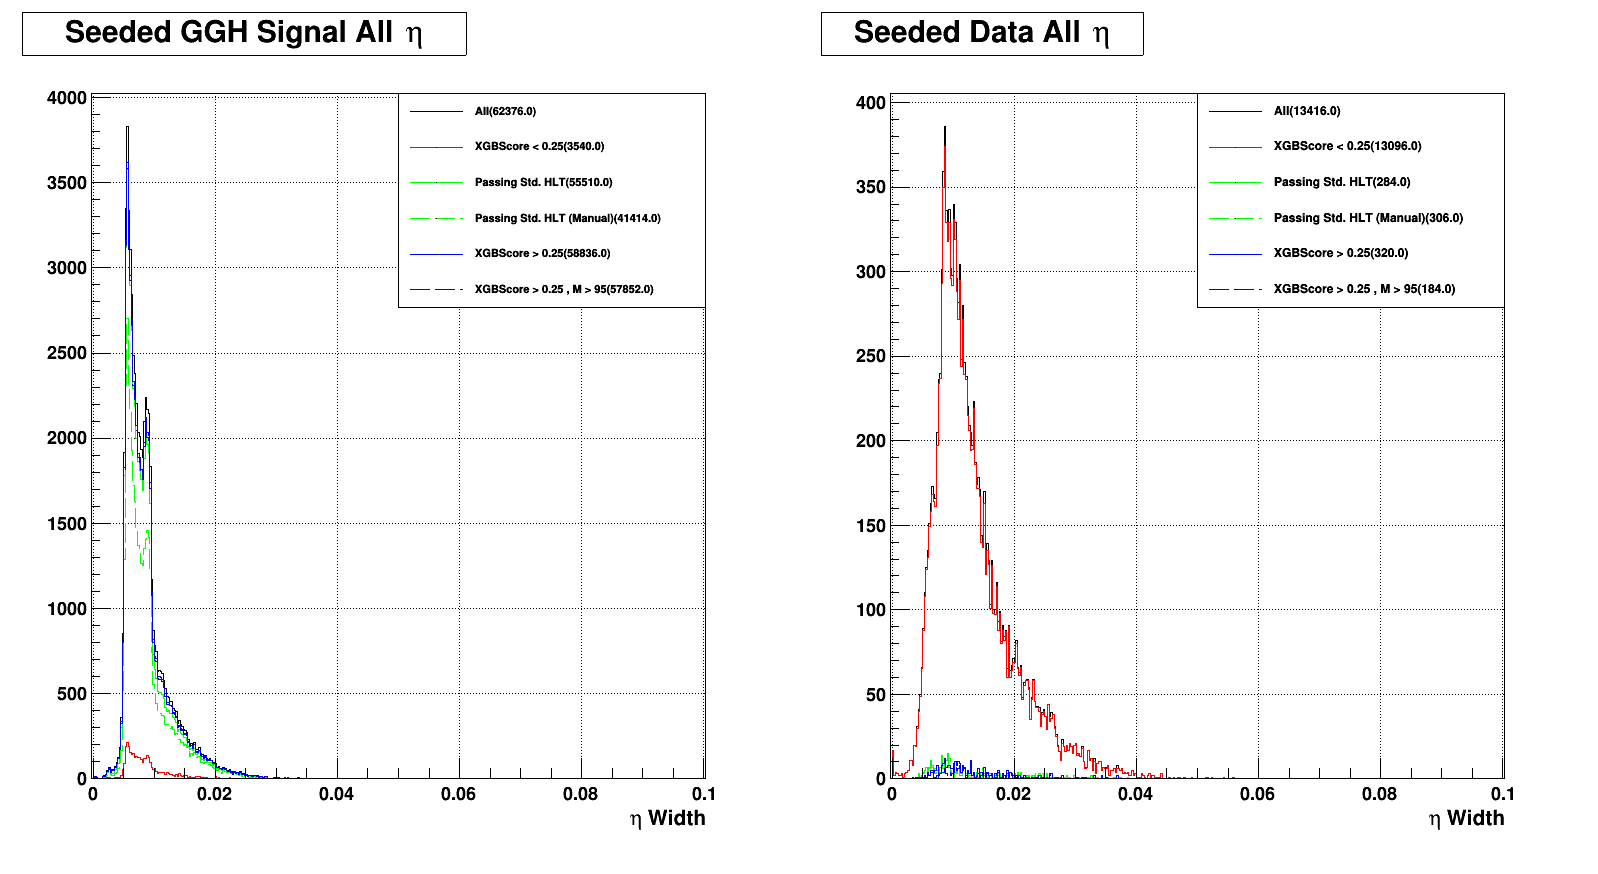 Seeded GGH Signal All η
4000
3500
3000
2500
2000
1500
1000
500
0
0
0.02
0.04
0.06
0.08
0.1
η Width
All(62376.0)
XGBScore < 0.25(3540.0)
Passing Std. HLT(55510.0)
Passing Std. HLT (Manual)(41414.0)
XGBScore > 0.25(58836.0)
XGBScore > 0.25 , M > 95(57852.0)
Seeded Data All η
400
350
300
250
200
150
100
50
0
0
0.02
0.04
0.06
0.08
0.1
η Width
All(13416.0)
XGBScore < 0.25(13096.0)
Passing Std. HLT(284.0)
Passing Std. HLT (Manual)(306.0)
XGBScore > 0.25(320.0)
XGBScore > 0.25 , M > 95(184.0)